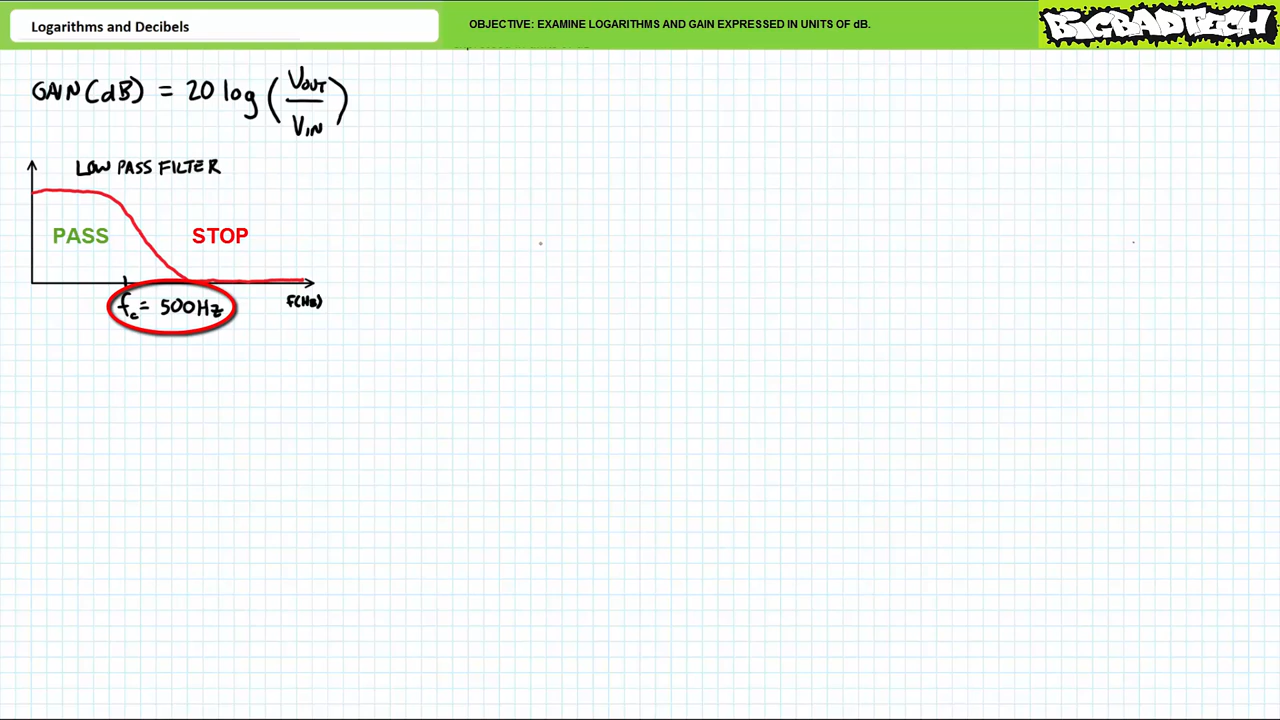 Logarithms and Decibels
OBJECTIVE: EXAMINE LOGARITHMS AND GAIN EXPRESSED IN UNITS OF dB.
BIGBADTECH
GAIN (dB) = 20 log (VOUT / VIN)
LOW PASS FILTER
PASS
STOP
fc = 500Hz
f(Hz)